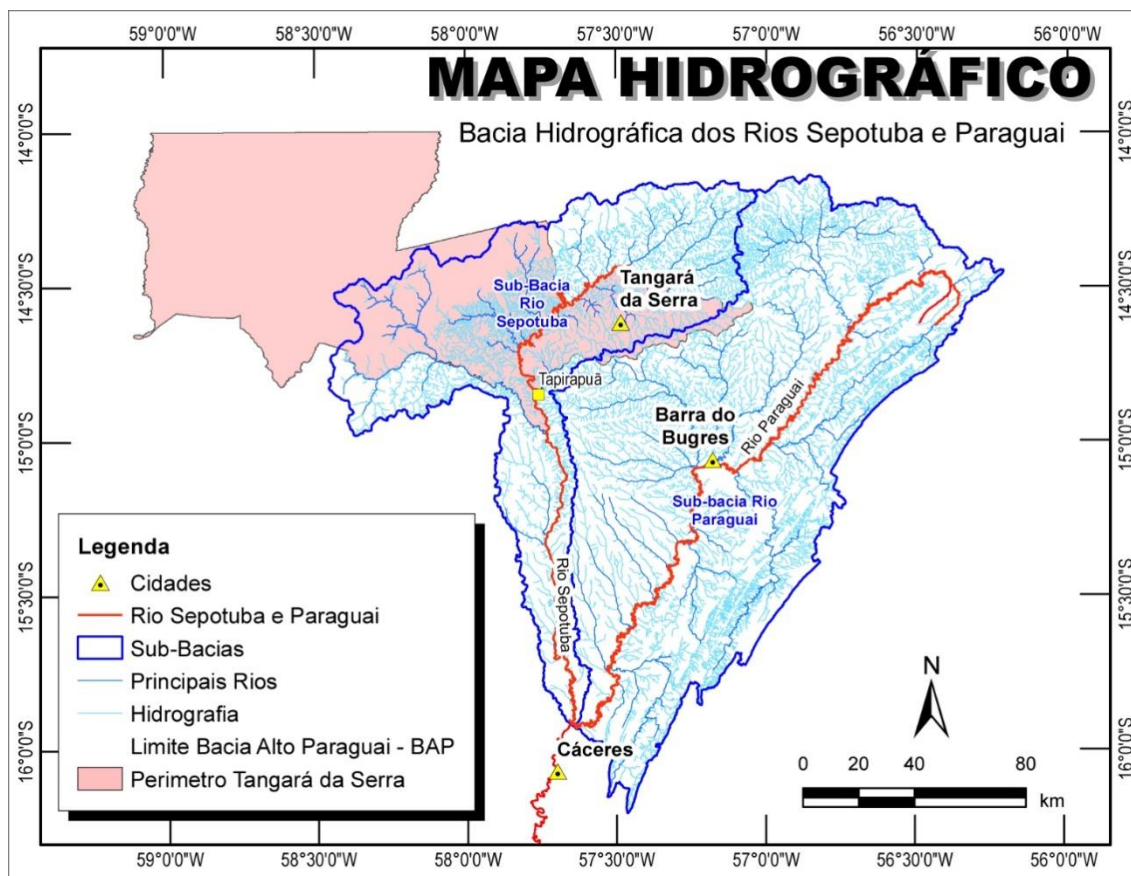 59°0'0"W 58°30'0"W 58°0'0"W 57°30'0"W 57°0'0"W 56°30'0"W 56°0'0"W
MAPA HIDROGRÁFICO
Bacia Hidrográfica dos Rios Sepotuba e Paraguai
14°0'0"S 14°0'0"S
14°30'0"S 14°30'0"S
15°0'0"S 15°0'0"S
15°30'0"S 15°30'0"S
16°0'0"S 16°0'0"S
Sub-Bacia
Rio
Sepotuba
Tangará
da Serra
Tapirapuã
Barra do
Bugres
Rio Paraguai
Sub-bacia Rio
Paraguai
Rio Sepotuba
Cáceres
Legenda
Cidades
Rio Sepotuba e Paraguai
Sub-Bacias
Principais Rios
Hidrografia
Limite Bacia Alto Paraguai - BAP
Perimetro Tangará da Serra
N
0 20 40 60 80
km
59°0'0"W 58°30'0"W 58°0'0"W 57°30'0"W 57°0'0"W 56°30'0"W 56°0'0"W